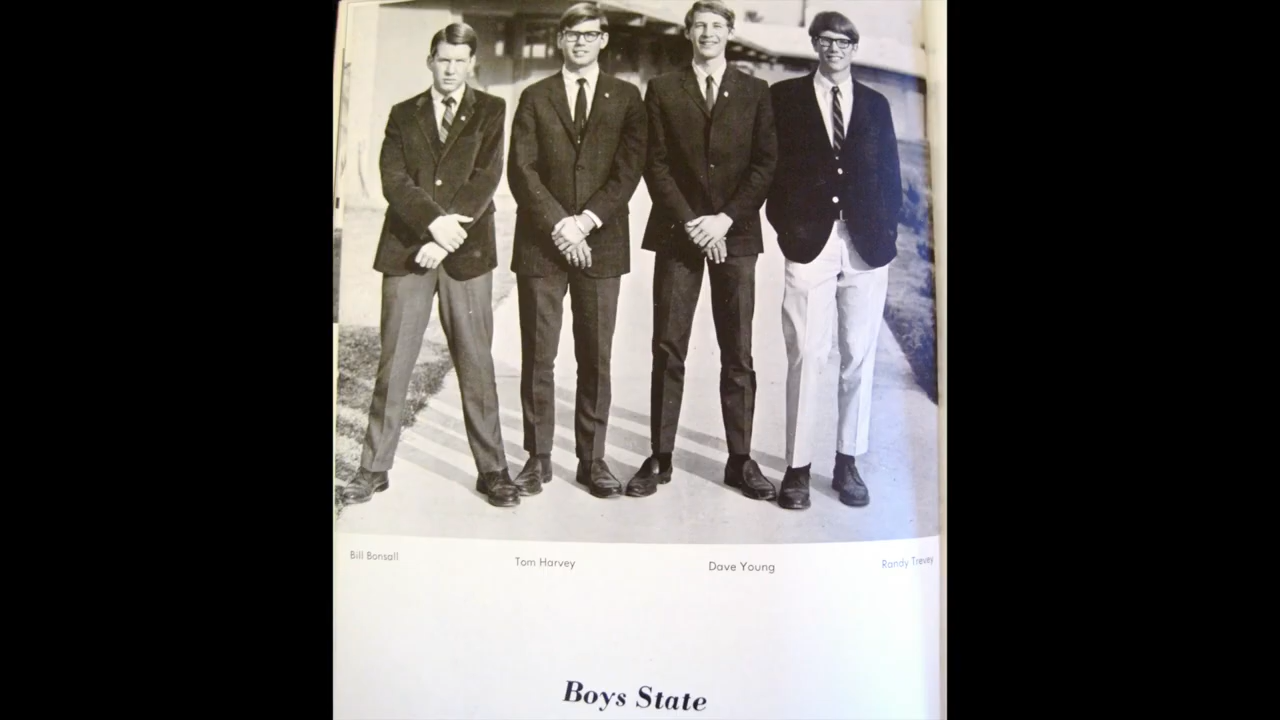 Bill Bonsall
Tom Harvey
Dave Young
Randy Trevey
Boys State